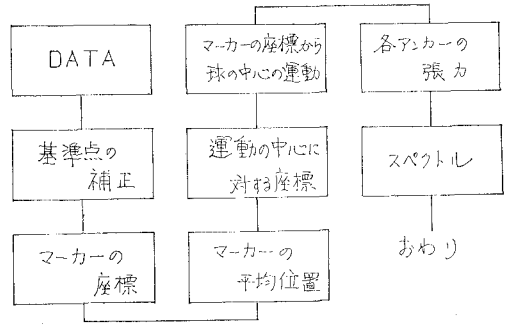 DATA
基準点の
補正
マーカーの
座標
マーカーの
平均位置
運動の中心に
対する座標
マーカーの座標から
球の中心の運動
各アンカーの
張力
スペクトル
おわり